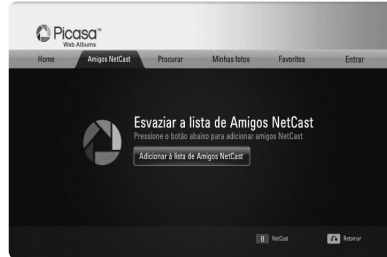 Picasa™
Web Albums
Home Amigos NetCast Procurar Minhas fotos Favoritos Entrar
Esvaziar a lista de Amigos NetCast
Pressione o botão abaixo para adicionar amigos NetCast
Adicionar à lista de Amigos NetCast
NetCast Retornar